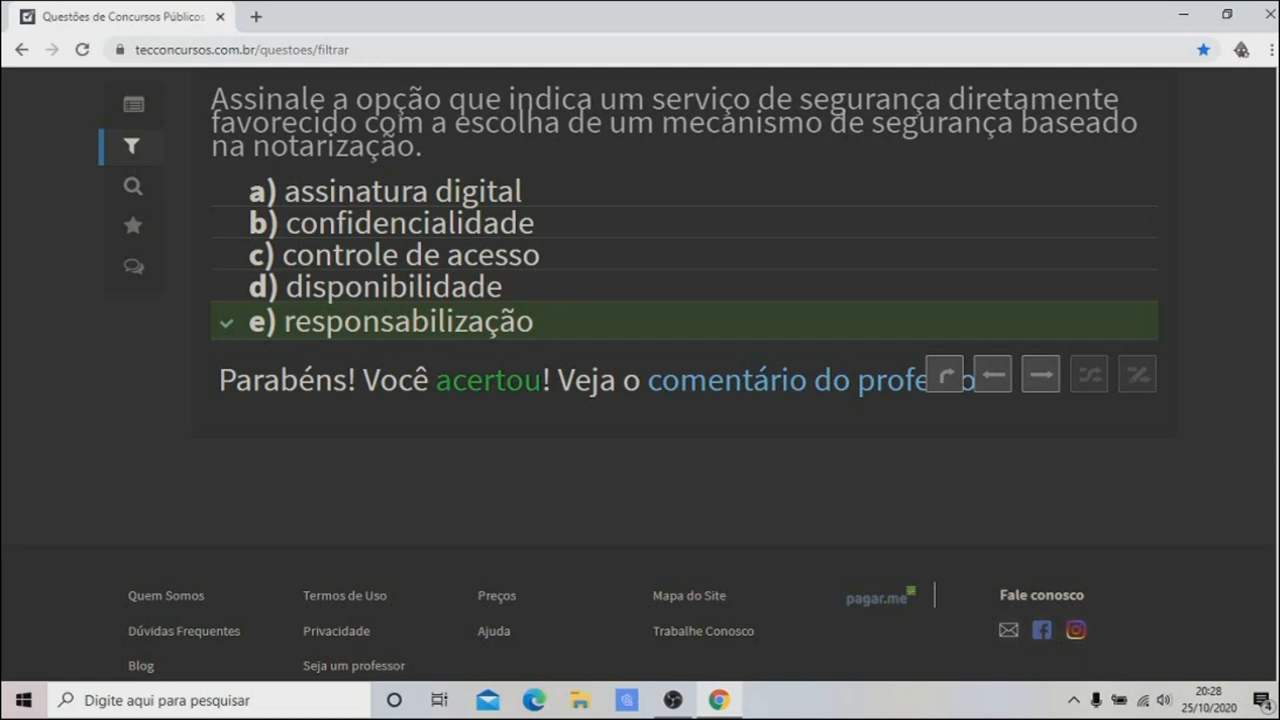 Questões de Concursos Públicos
tecconcursos.com.br/questoes/filtrar
Assinale a opção que indica um serviço de segurança diretamente
favorecido com a escolha de um mecanismo de segurança baseado
na notarização.
a) assinatura digital
b) confidencialidade
c) controle de acesso
d) disponibilidade
e) responsabilização
Parabéns! Você acertou! Veja o comentário do
Quem Somos Termos de Uso Preços Mapa do Site pagar.me Fale conosco
Dúvidas Frequentes Privacidade Ajuda Trabalhe Conosco
Blog Seja um professor
Digite aqui para pesquisar
20:28
25/10/2020
4